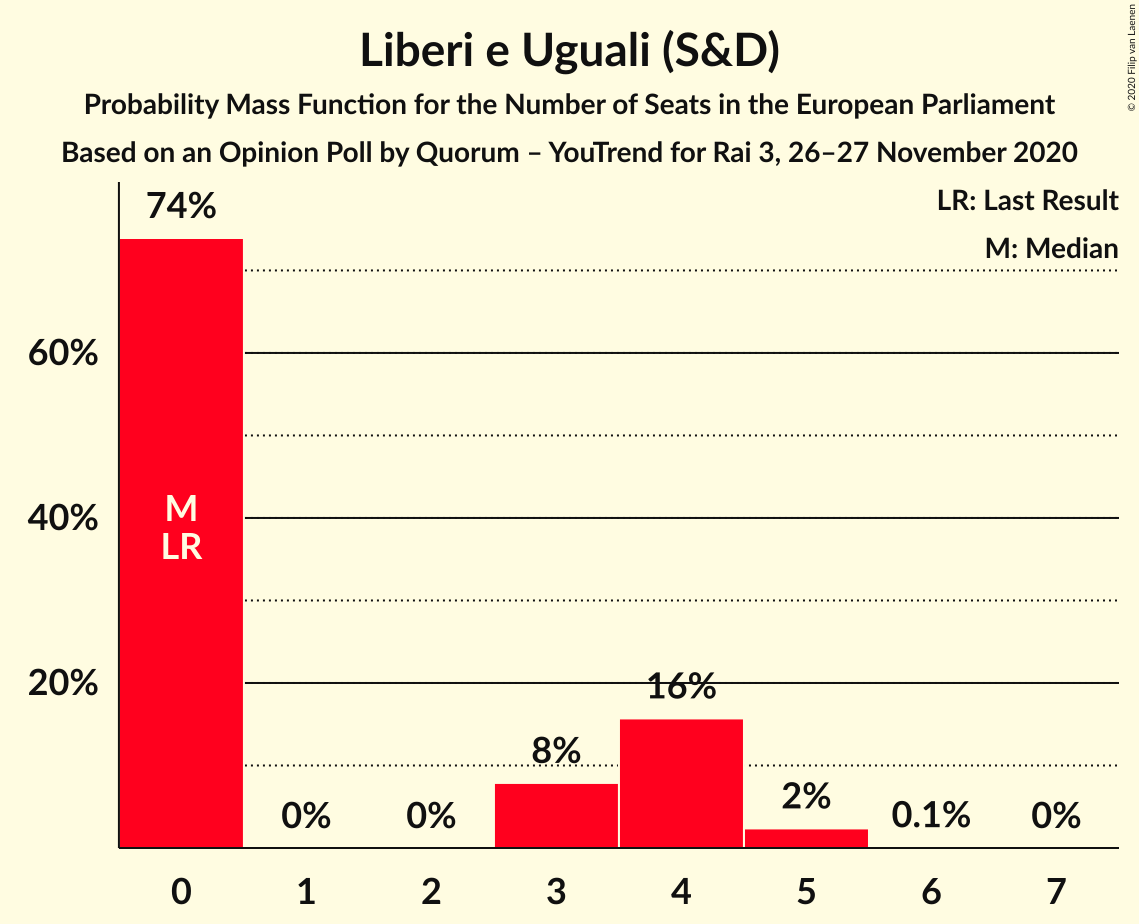 Liberi e Uguali (S&D)
Probability Mass Function for the Number of Seats in the European Parliament
Based on an Opinion Poll by Quorum – YouTrend for Rai 3, 26–27 November 2020
© 2020 Filip van Laenen
LR: Last Result
M: Median
74%
60%
40%
20%
M
LR
0%
0%
8%
16%
2%
0.1%
0%
0
1
2
3
4
5
6
7